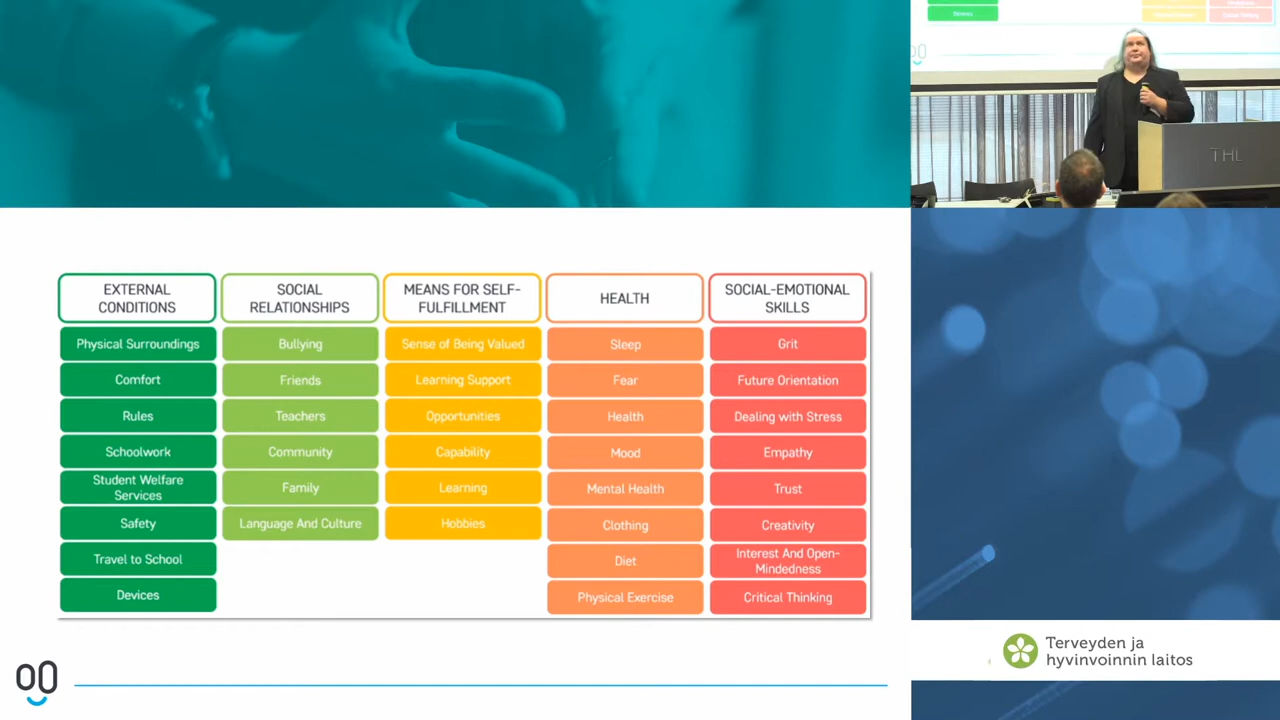 EXTERNAL
CONDITIONS
Physical Surroundings
Comfort
Rules
Schoolwork
Student Welfare
Services
Safety
Travel to School
Devices
SOCIAL
RELATIONSHIPS
Bullying
Friends
Teachers
Community
Family
Language And Culture
MEANS FOR SELF-
FULFILLMENT
Sense of Being Valued
Learning Support
Opportunities
Capability
Learning
Hobbies
HEALTH
Sleep
Fear
Health
Mood
Mental Health
Clothing
Diet
Physical Exercise
SOCIAL-EMOTIONAL
SKILLS
Grit
Future Orientation
Dealing with Stress
Empathy
Trust
Creativity
Interest And Open-
Mindedness
Critical Thinking
THL
Terveyden ja
hyvinvoinnin laitos